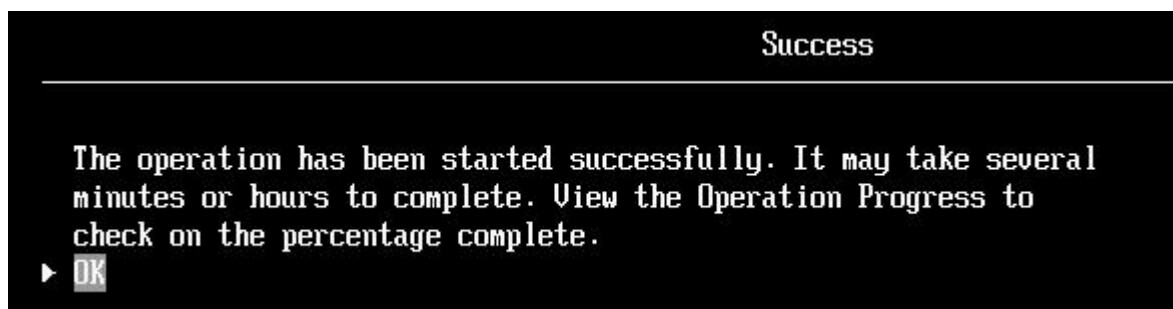 Success
The operation has been started successfully. It may take several
minutes or hours to complete. View the Operation Progress to
check on the percentage complete.
OK